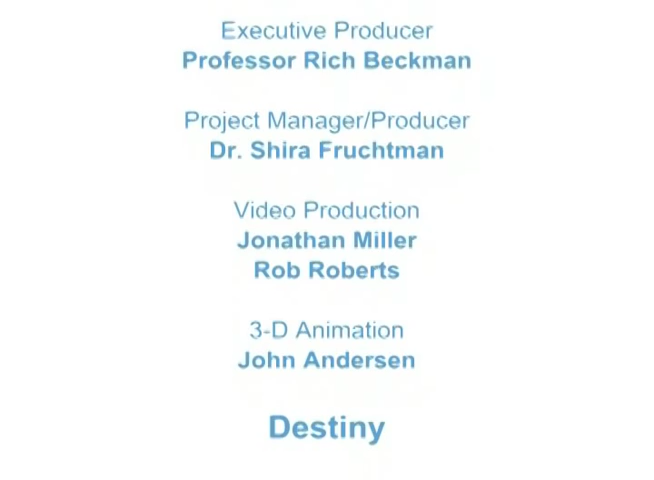 Executive Producer
Professor Rich Beckman
Project Manager/Producer
Dr. Shira Fruchtman
Video Production
Jonathan Miller
Rob Roberts
3-D Animation
John Andersen
Destiny